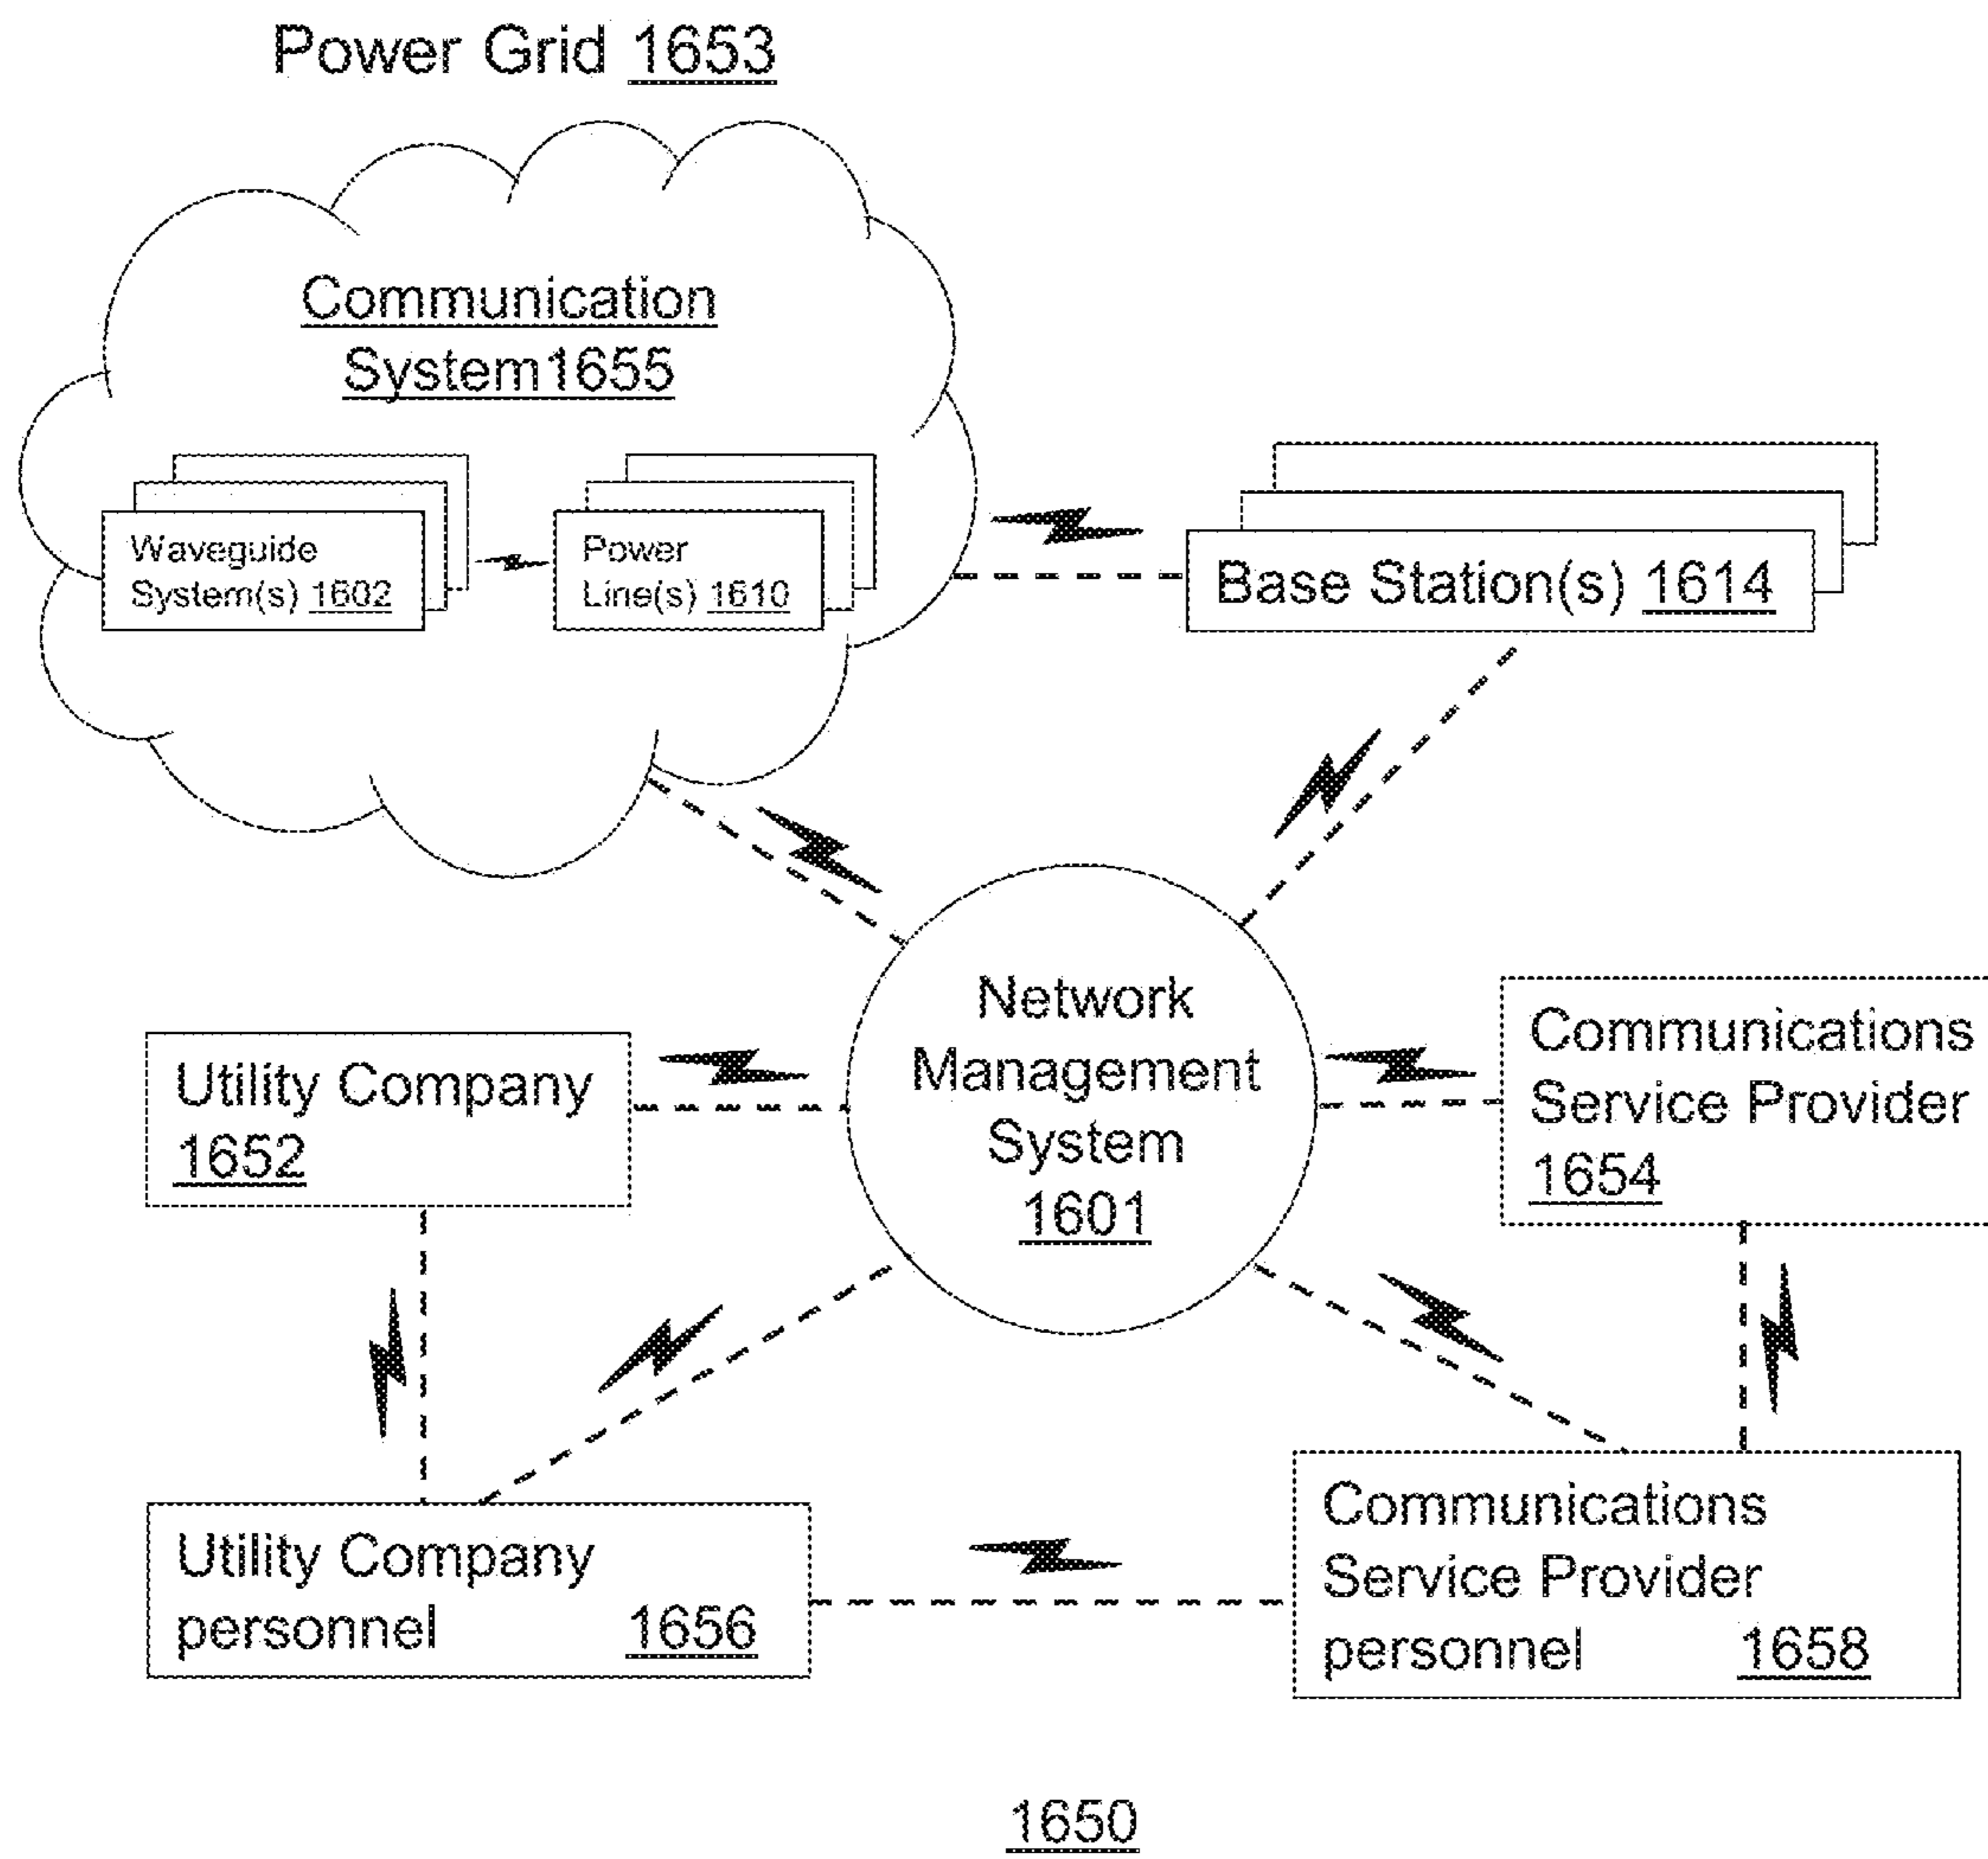 Power Grid 1653
Communication
System1655
Waveguide
System(s) 1602
Power
Line(s) 1610
Base Station(s) 1614
Network
Management
System
1601
Utility Company
1652
Communications
Service Provider
1654
Utility Company
personnel 1656
Communications
Service Provider
personnel 1658
1650